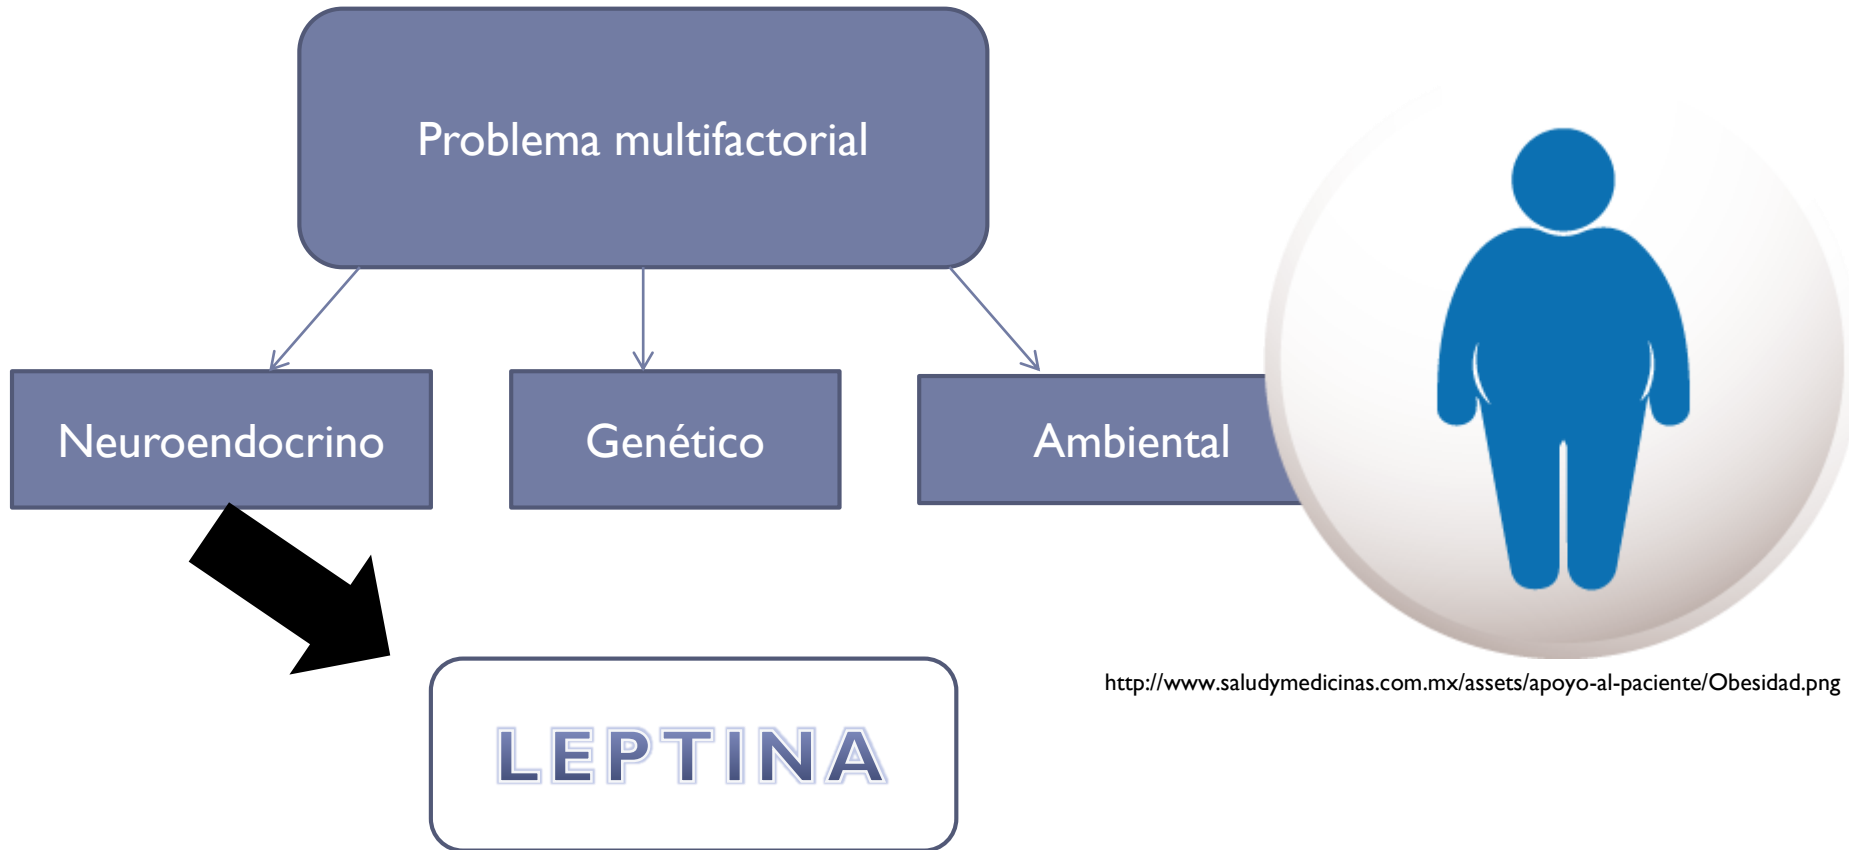 Problema multifactorial
Neuroendocrino
Genético
Ambiental
http://www.saludymedicinas.com.mx/assets/apoyo-al-paciente/Obesidad.png
LEPTINA